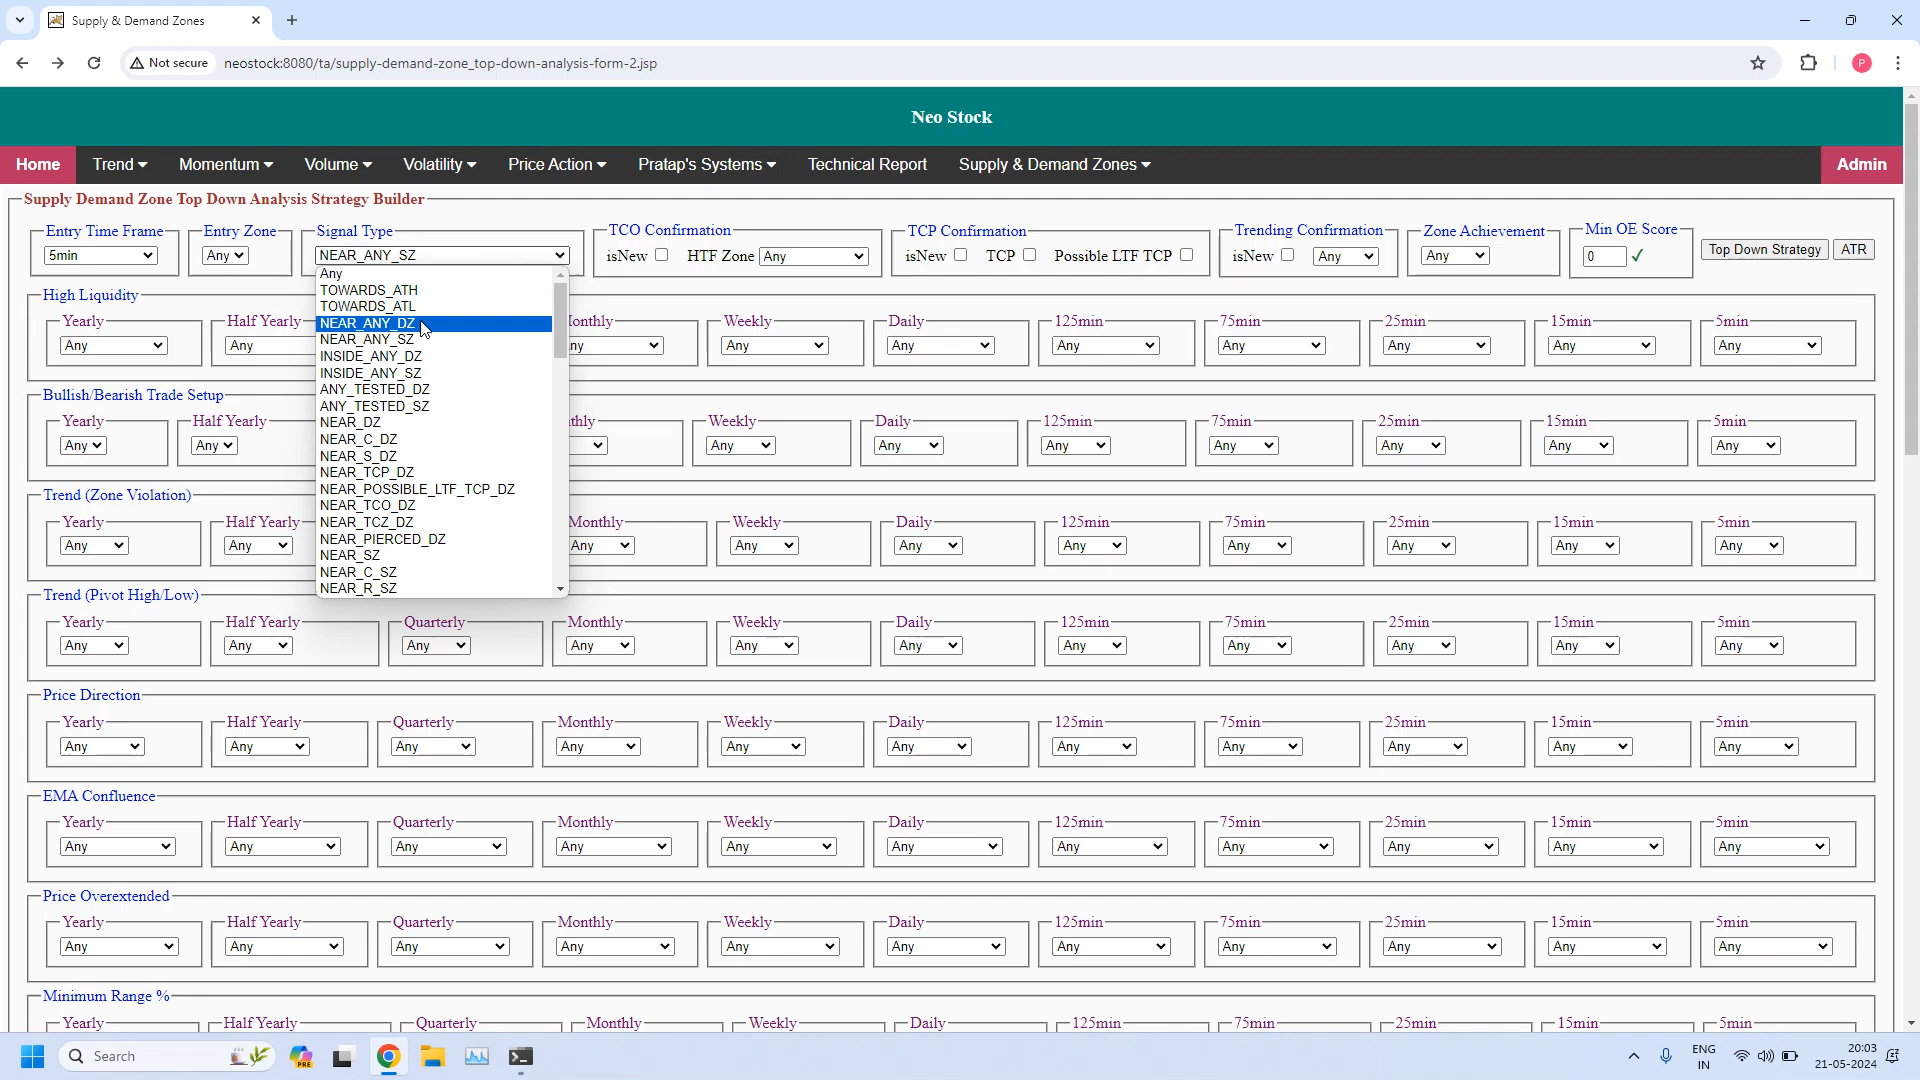 Supply & Demand Zones
Not secure neostock:8080/ta/supply-demand-zone_top-down-analysis-form-2.jsp P
Neo Stock
Home Trend Momentum Volume Volatility Price Action Pratap's Systems Technical Report Supply & Demand Zones Admin
Supply Demand Zone Top Down Analysis Strategy Builder
Entry Time Frame Entry Zone Signal Type TCO Confirmation TCP Confirmation Trending Confirmation Zone Achievement Min OE Score
5min Any NEAR_ANY_SZ isNew HTF Zone Any isNew TCP Possible LTF TCP isNew Any Any 0 ✓ Top Down Strategy ATR
Any
TOWARDS_ATH
TOWARDS_ATL
NEAR_ANY_DZ
NEAR_ANY_SZ
INSIDE_ANY_DZ
INSIDE_ANY_SZ
ANY_TESTED_DZ
ANY_TESTED_SZ
NEAR_DZ
NEAR_C_DZ
NEAR_S_DZ
NEAR_TCP_DZ
NEAR_POSSIBLE_LTF_TCP_DZ
NEAR_TCO_DZ
NEAR_TCZ_DZ
NEAR_PIERCED_DZ
NEAR_SZ
NEAR_C_SZ
NEAR_R_SZ
High Liquidity
Yearly Half Yearly Weekly Daily 125min 75min 25min 15min 5min
Any Any Any Any Any Any Any Any Any
Bullish/Bearish Trade Setup
Yearly Half Yearly Weekly Daily 125min 75min 25min 15min 5min
Any Any Any Any Any Any Any Any Any
Trend (Zone Violation)
Yearly Half Yearly Monthly Weekly Daily 125min 75min 25min 15min 5min
Any Any Any Any Any Any Any Any Any Any
Trend (Pivot High/Low)
Yearly Half Yearly Quarterly Monthly Weekly Daily 125min 75min 25min 15min 5min
Any Any Any Any Any Any Any Any Any Any Any
Price Direction
Yearly Half Yearly Quarterly Monthly Weekly Daily 125min 75min 25min 15min 5min
Any Any Any Any Any Any Any Any Any Any Any
EMA Confluence
Yearly Half Yearly Quarterly Monthly Weekly Daily 125min 75min 25min 15min 5min
Any Any Any Any Any Any Any Any Any Any Any
Price Overextended
Yearly Half Yearly Quarterly Monthly Weekly Daily 125min 75min 25min 15min 5min
Any Any Any Any Any Any Any Any Any Any Any
Minimum Range %
Yearly Half Yearly Quarterly Monthly Weekly Daily 125min 75min 25min 15min 5min
Search PRE ENG IN 20:03 21-05-2024